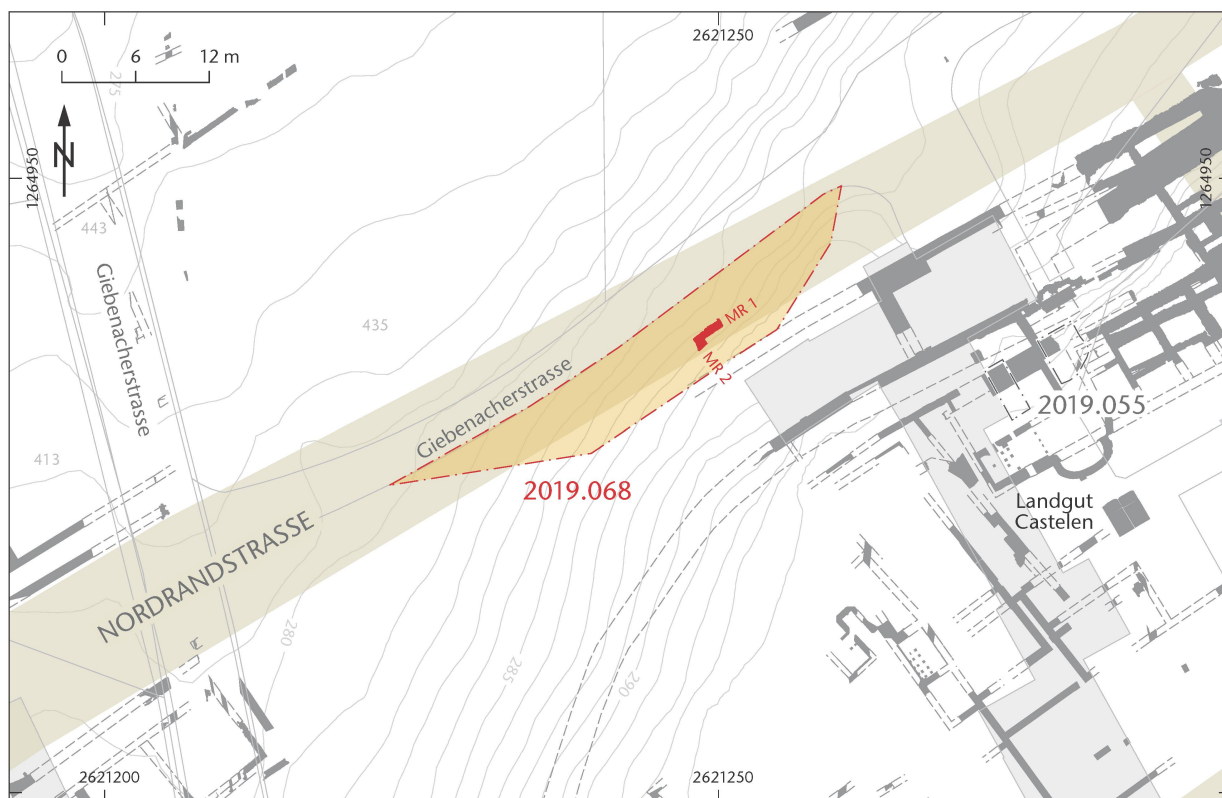 2621250
0 6 12 m
275
N
1264950
1264950
443
Giebenacherstrasse
435
MR 1
MR 2
Giebenacherstrasse
2019.055
413
2019.068
Landgut
Castelen
NORDRANDSTRASSE
280
285
290
2621200
2621250